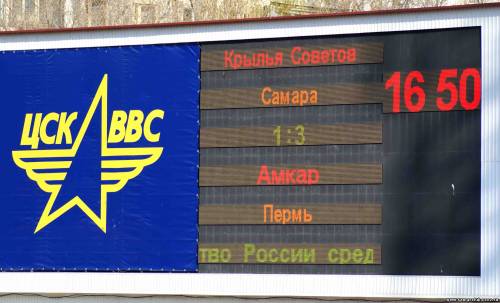 ЦСК ВВС
Крылья Советов
Самара
1:3
Амкар
Пермь
тво России сред
16 50